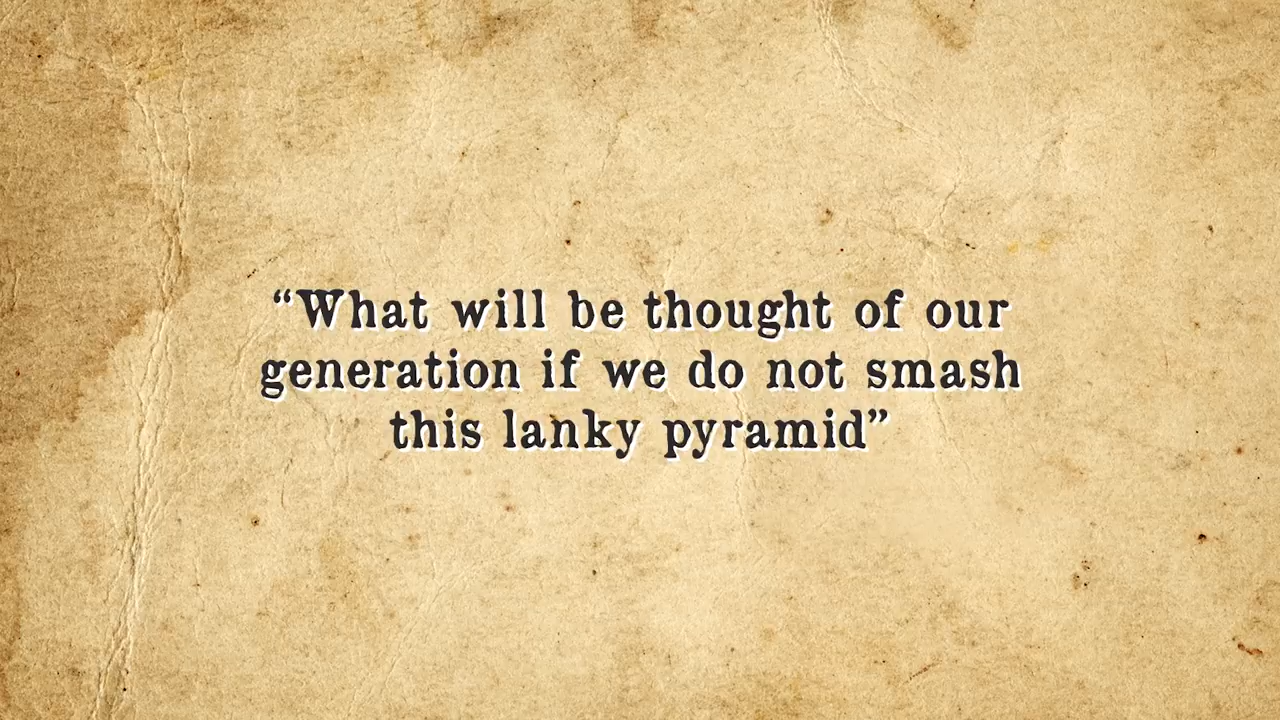 “What will be thought of our
generation if we do not smash
this lanky pyramid”